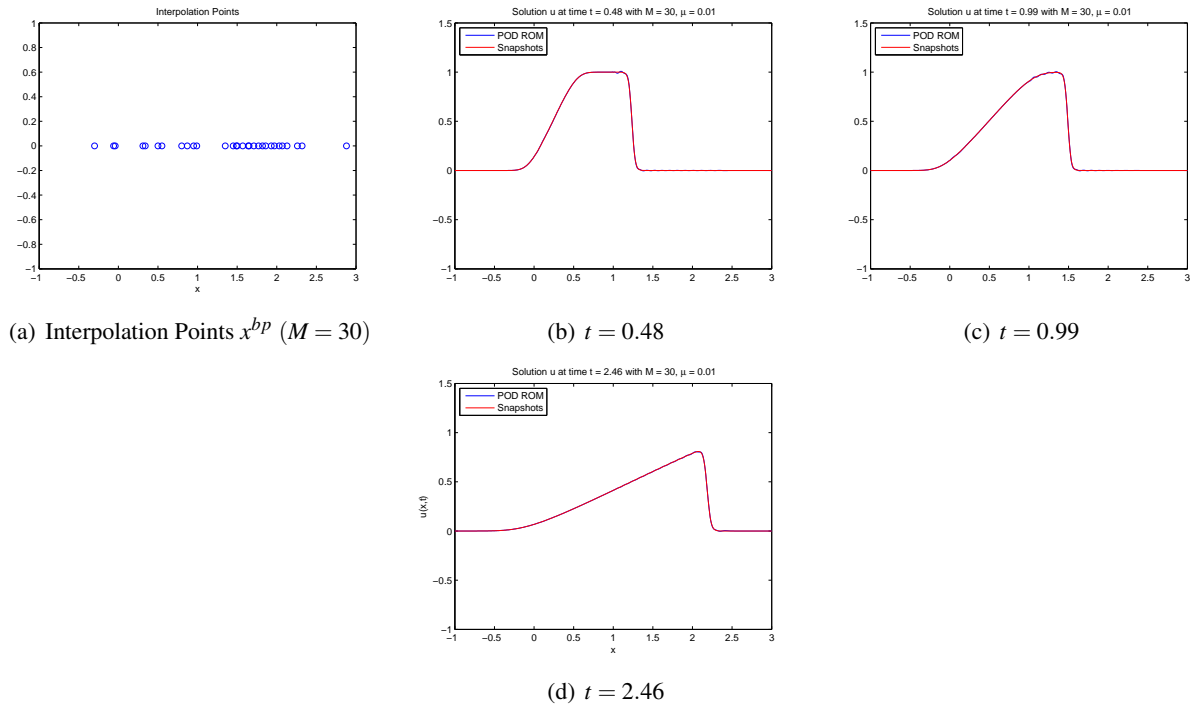 Interpolation Points
1
0.8
0.6
0.4
0.2
0
−0.2
−0.4
−0.6
−0.8
−1
−1 −0.5 0 0.5 1 1.5 2 2.5 3
x
(a) Interpolation Points x^{bp} (M = 30)
Solution u at time t = 0.48 with M = 30, μ = 0.01
POD ROM
Snapshots
1.5
1
0.5
0
−0.5
−1
−1 −0.5 0 0.5 1 1.5 2 2.5 3
(b) t = 0.48
Solution u at time t = 0.99 with M = 30, μ = 0.01
POD ROM
Snapshots
1.5
1
0.5
0
−0.5
−1
−1 −0.5 0 0.5 1 1.5 2 2.5 3
(c) t = 0.99
Solution u at time t = 2.46 with M = 30, μ = 0.01
POD ROM
Snapshots
1.5
1
0.5
0
−0.5
−1
u(x,t)
−1 −0.5 0 0.5 1 1.5 2 2.5 3
x
(d) t = 2.46